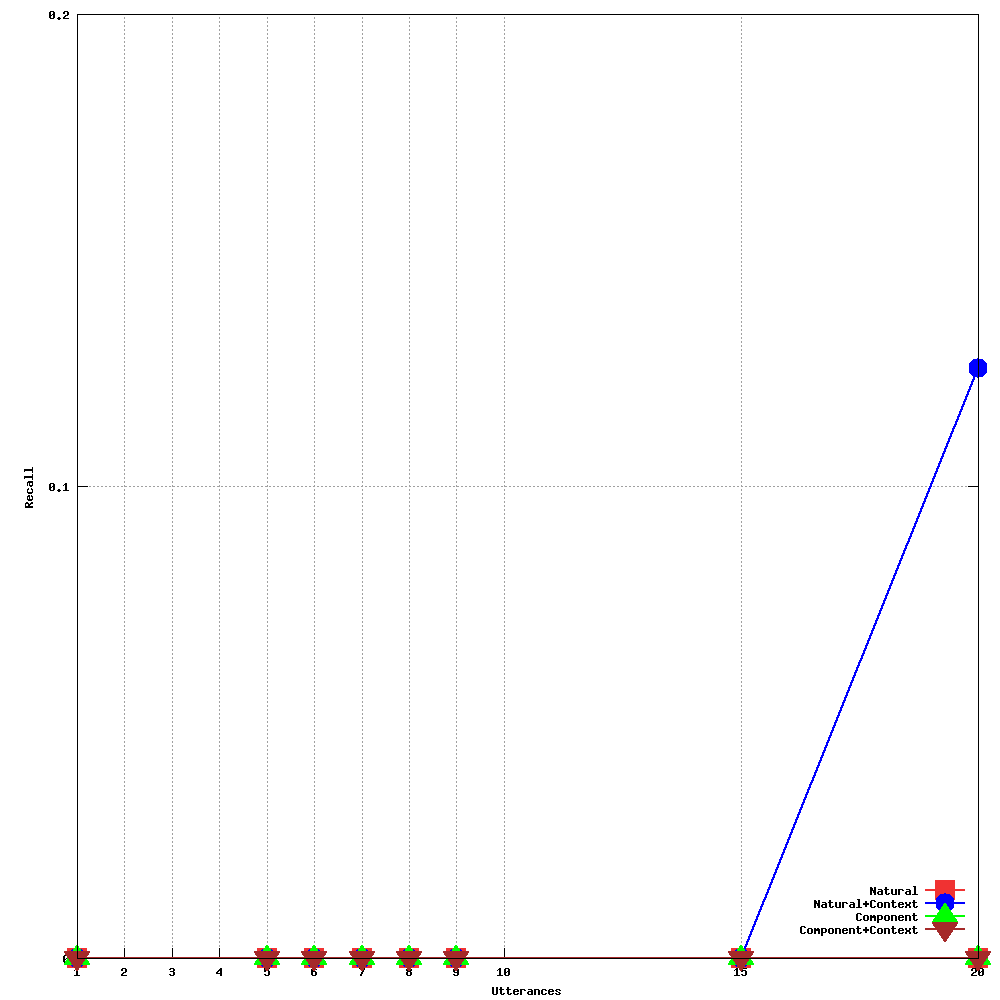 0.2
0.1
Recall
0
1 2 3 4 5 6 7 8 9 10 15 20
Utterances
Natural
Natural+Context
Component
Component+Context